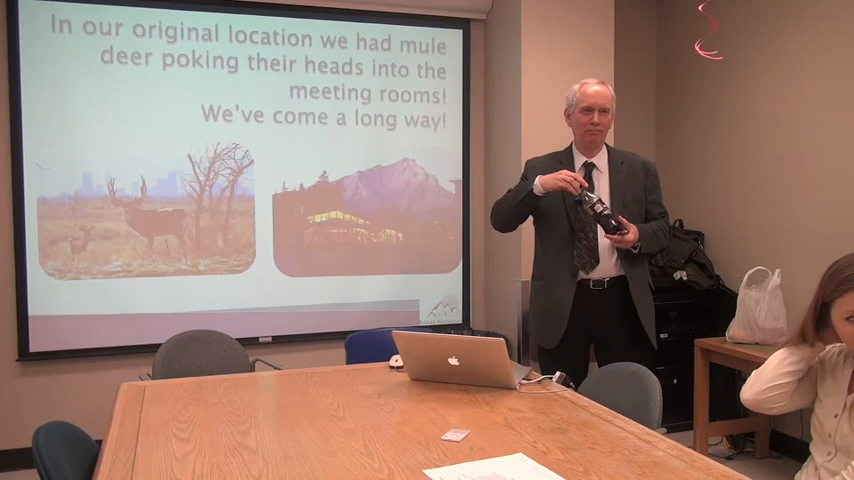 In our original location we had mule
deer poking their heads into the
meeting rooms!
We've come a long way!